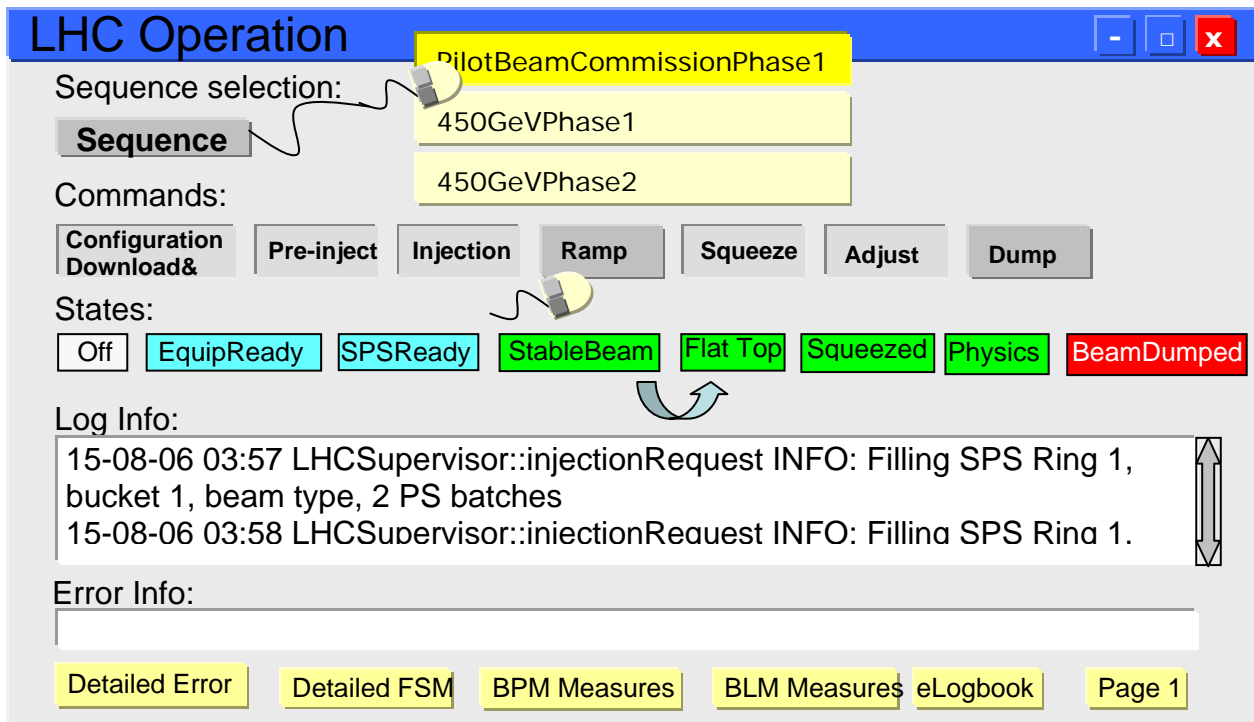 LHC Operation
- □ x
Sequence selection:
PilotBeamCommissionPhase1
450GeVPhase1
450GeVPhase2
Sequence
Commands:
Configuration
Download&
Pre-inject
Injection
Ramp
Squeeze
Adjust
Dump
States:
Off
EquipReady
SPSReady
StableBeam
Flat Top
Squeezed
Physics
BeamDumped
Log Info:
15-08-06 03:57 LHCSupervisor::injectionRequest INFO: Filling SPS Ring 1,
bucket 1, beam type, 2 PS batches
15-08-06 03:58 LHCSupervisor::injectionRequest INFO: Filling SPS Ring 1,
Error Info:
Detailed Error
Detailed FSM
BPM Measures
BLM Measures
eLogbook
Page 1